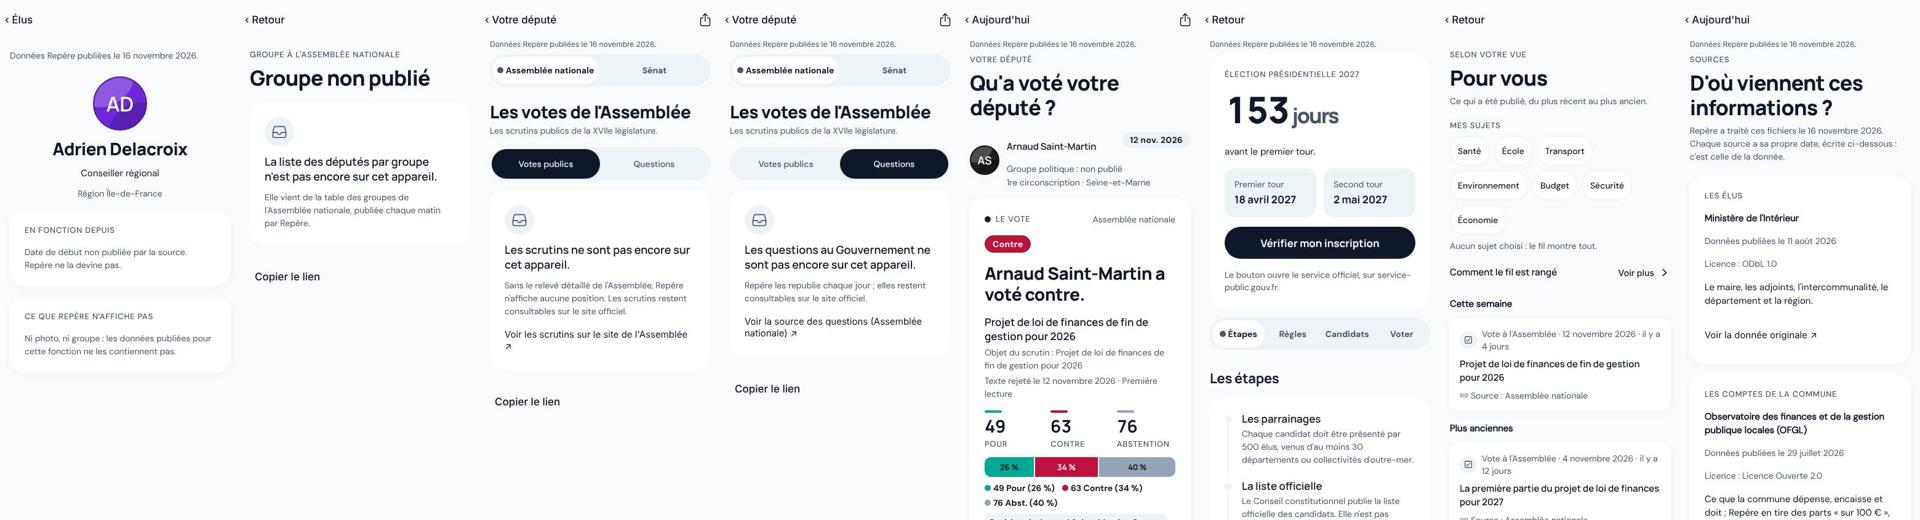 ‹ Élus
Données Repère publiées le 16 novembre 2026.
AD
Adrien Delacroix
Conseiller régional
Région Île-de-France
EN FONCTION DEPUIS
Date de début non publiée par la source.
Repère ne la devine pas.
CE QUE REPÈRE N'AFFICHE PAS
Ni photo, ni groupe : les données publiées pour
cette fonction ne les contiennent pas.
‹ Retour
GROUPE À L'ASSEMBLÉE NATIONALE
Groupe non publié
La liste des députés par groupe
n'est pas encore sur cet appareil.
Elle vient de la table des groupes de
l'Assemblée nationale, publiée chaque matin
par Repère.
Copier le lien
‹ Votre député
Données Repère publiées le 16 novembre 2026.
Assemblée nationale
Sénat
Les votes de l'Assemblée
Les scrutins publics de la XVIIe législature.
Votes publics
Questions
Les scrutins ne sont pas encore sur
cet appareil.
Sans le relevé détaillé de l'Assemblée, Repère
n'affiche aucune position. Les scrutins restent
consultables sur le site officiel.
Voir les scrutins sur le site de l'Assemblée
↗
Copier le lien
‹ Votre député
Données Repère publiées le 16 novembre 2026.
Assemblée nationale
Sénat
Les votes de l'Assemblée
Les scrutins publics de la XVIIe législature.
Votes publics
Questions
Les questions au Gouvernement ne
sont pas encore sur cet appareil.
Repère les republie chaque jour ; elles restent
consultables sur le site officiel.
Voir la source des questions (Assemblée
nationale) ↗
Copier le lien
‹ Aujourd'hui
Données Repère publiées le 16 novembre 2026.
VOTRE DÉPUTÉ
Qu'a voté votre
député ?
12 nov. 2026
AS
Arnaud Saint-Martin
Groupe politique : non publié
1re circonscription · Seine-et-Marne
LE VOTE
Assemblée nationale
Contre
Arnaud Saint-Martin a
voté contre.
Projet de loi de finances de fin de
gestion pour 2026
Objet du scrutin : Projet de loi de finances de
fin de gestion pour 2026
Texte rejeté le 12 novembre 2026 · Première
lecture
49 63 76
POUR CONTRE ABSTENTION
26 % 34 % 40 %
49 Pour (26 %) 63 Contre (34 %)
76 Abst. (40 %)
‹ Retour
Données Repère publiées le 16 novembre 2026.
ÉLECTION PRÉSIDENTIELLE 2027
153 jours
avant le premier tour.
Premier tour
18 avril 2027
Second tour
2 mai 2027
Vérifier mon inscription
Le bouton ouvre le service officiel, sur service-
public.gouv.fr.
Étapes
Règles
Candidats
Voter
Les étapes
Les parrainages
Chaque candidat doit être présenté par
500 élus, venus d'au moins 30
départements ou collectivités d'outre-mer.
La liste officielle
Le Conseil constitutionnel publie la liste
officielle des candidats. Elle n'est pas
‹ Retour
SELON VOTRE VUE
Pour vous
Ce qui a été publié, du plus récent au plus ancien.
MES SUJETS
Santé
École
Transport
Environnement
Budget
Sécurité
Économie
Aucun sujet choisi : le fil montre tout.
Comment le fil est rangé
Voir plus
Cette semaine
Vote à l'Assemblée · 12 novembre 2026 · il y a
4 jours
Projet de loi de finances de fin de gestion
pour 2026
Source : Assemblée nationale
Plus anciennes
Vote à l'Assemblée · 4 novembre 2026 · il y a
12 jours
La première partie du projet de loi de finances
pour 2027
Source : Assemblée nationale
‹ Aujourd'hui
Données Repère publiées le 16 novembre 2026.
SOURCES
D'où viennent ces
informations ?
Repère a traité ces fichiers le 16 novembre 2026.
Chaque source a sa propre date, écrite ci-dessous :
c'est celle de la donnée.
LES ÉLUS
Ministère de l'Intérieur
Données publiées le 11 août 2026
Licence : ODbL 1.0
Le maire, les adjoints, l'intercommunalité, le
département et la région.
Voir la donnée originale ↗
LES COMPTES DE LA COMMUNE
Observatoire des finances et de la gestion
publique locales (OFGL)
Données publiées le 29 juillet 2026
Licence : Licence Ouverte 2.0
Ce que la commune dépense, encaisse et
doit ; Repère en tire des parts « sur 100 € »,